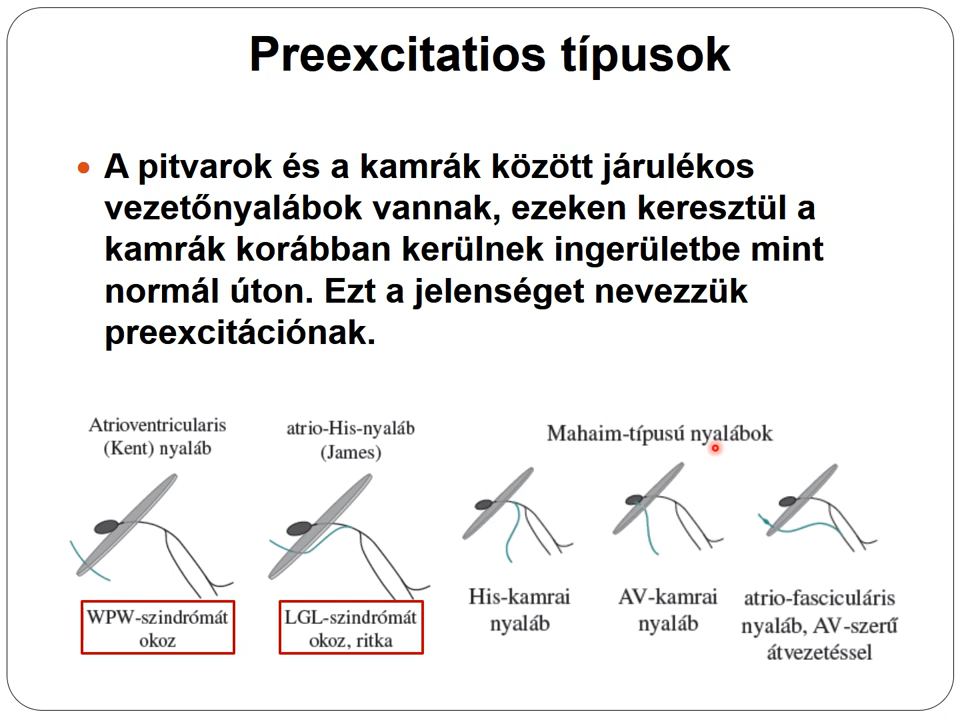 Preexcitatios típusok
A pitvarok és a kamrák között járulékos
vezetőnyalábok vannak, ezeken keresztül a
kamrák korábban kerülnek ingerületbe mint
normál úton. Ezt a jelenséget nevezzük
preexcitációnak.
Atrioventricularis
(Kent) nyaláb
WPW-szindrómát
okoz
atrio-His-nyaláb
(James)
LGL-szindrómát
okoz, ritka
Mahaim-típusú nyalábok
His-kamrai
nyaláb
AV-kamrai
nyaláb
atrio-fasciculáris
nyaláb, AV-szerű
átvezetéssel